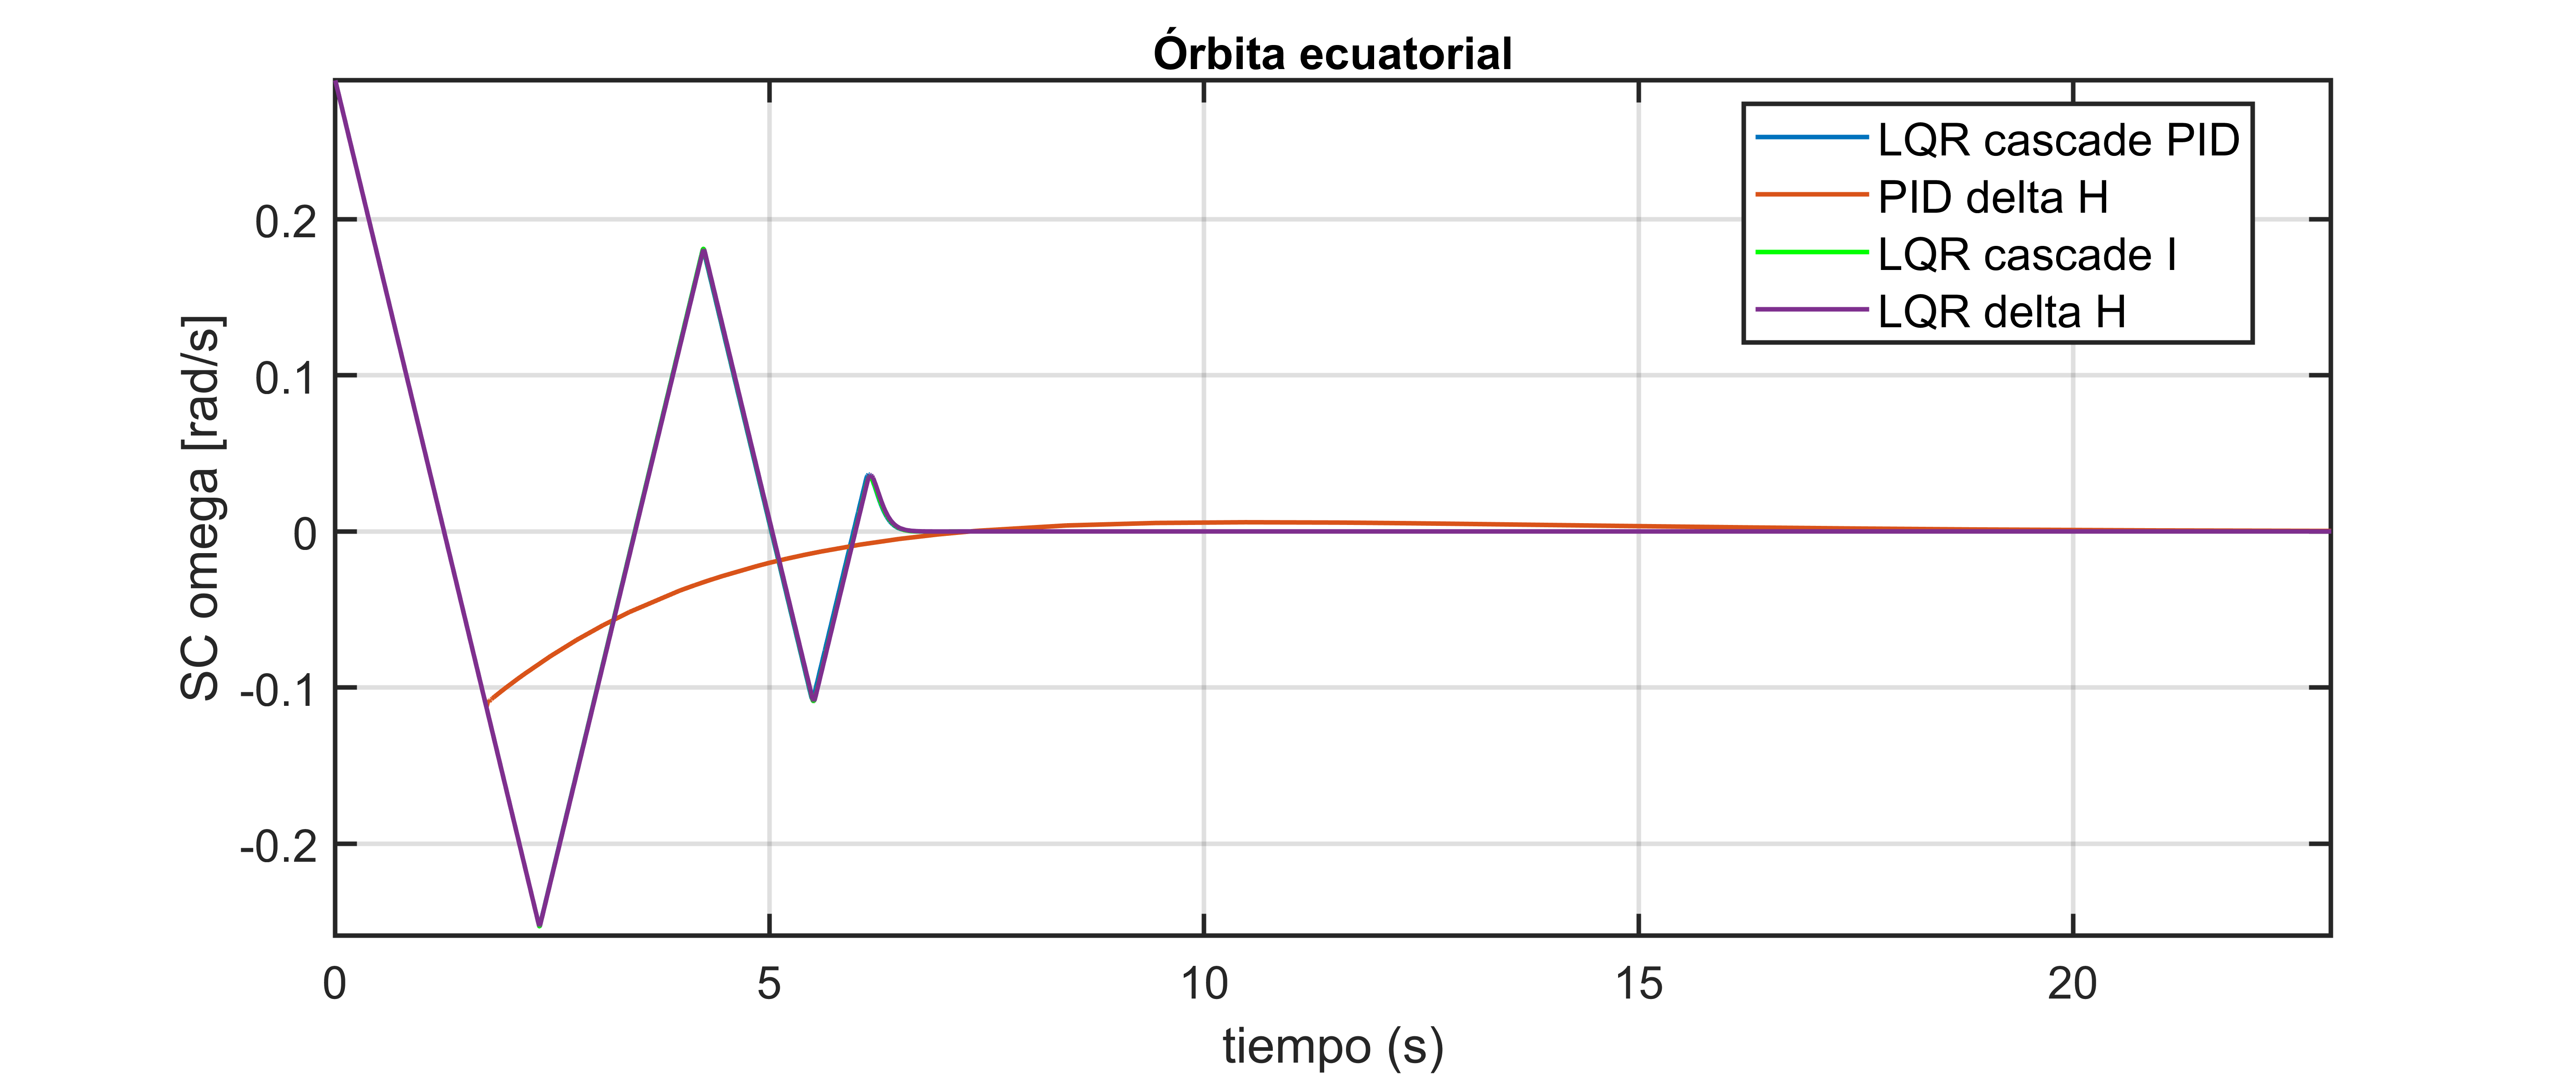 Órbita ecuatorial
LQR cascade PID
PID delta H
LQR cascade I
LQR delta H
SC omega [rad/s]
0.2
0.1
0
-0.1
-0.2
0
5
10
15
20
tiempo (s)